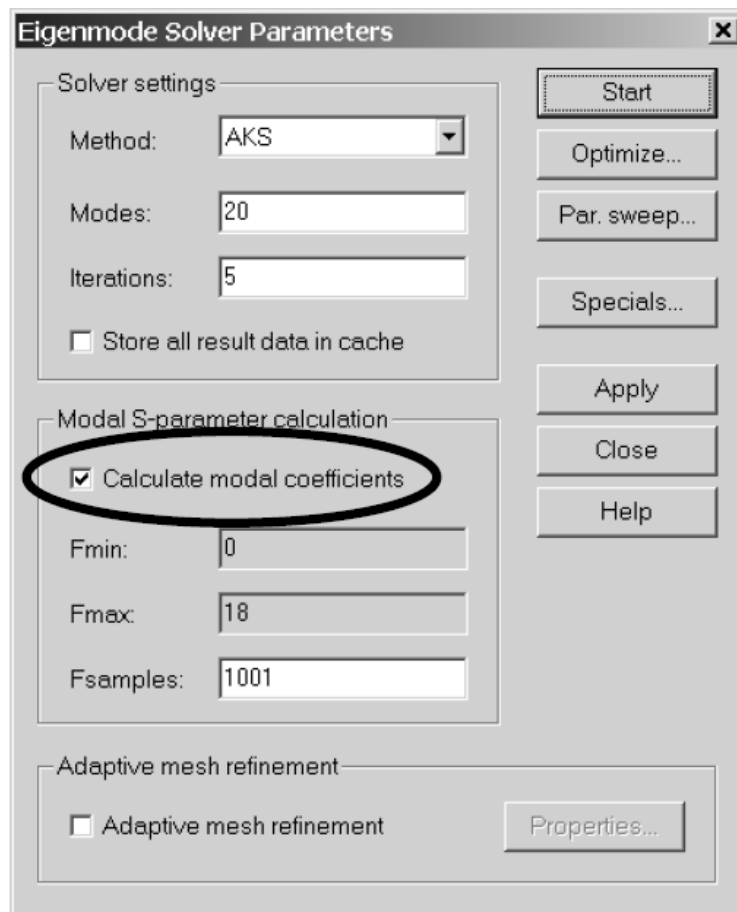 Eigenmode Solver Parameters
Solver settings
Method: AKS
Modes: 20
Iterations: 5
Store all result data in cache
Modal S-parameter calculation
Calculate modal coefficients
Fmin: 0
Fmax: 18
Fsamples: 1001
Adaptive mesh refinement
Adaptive mesh refinement
Properties...
Start
Optimize...
Par. sweep...
Specials...
Apply
Close
Help